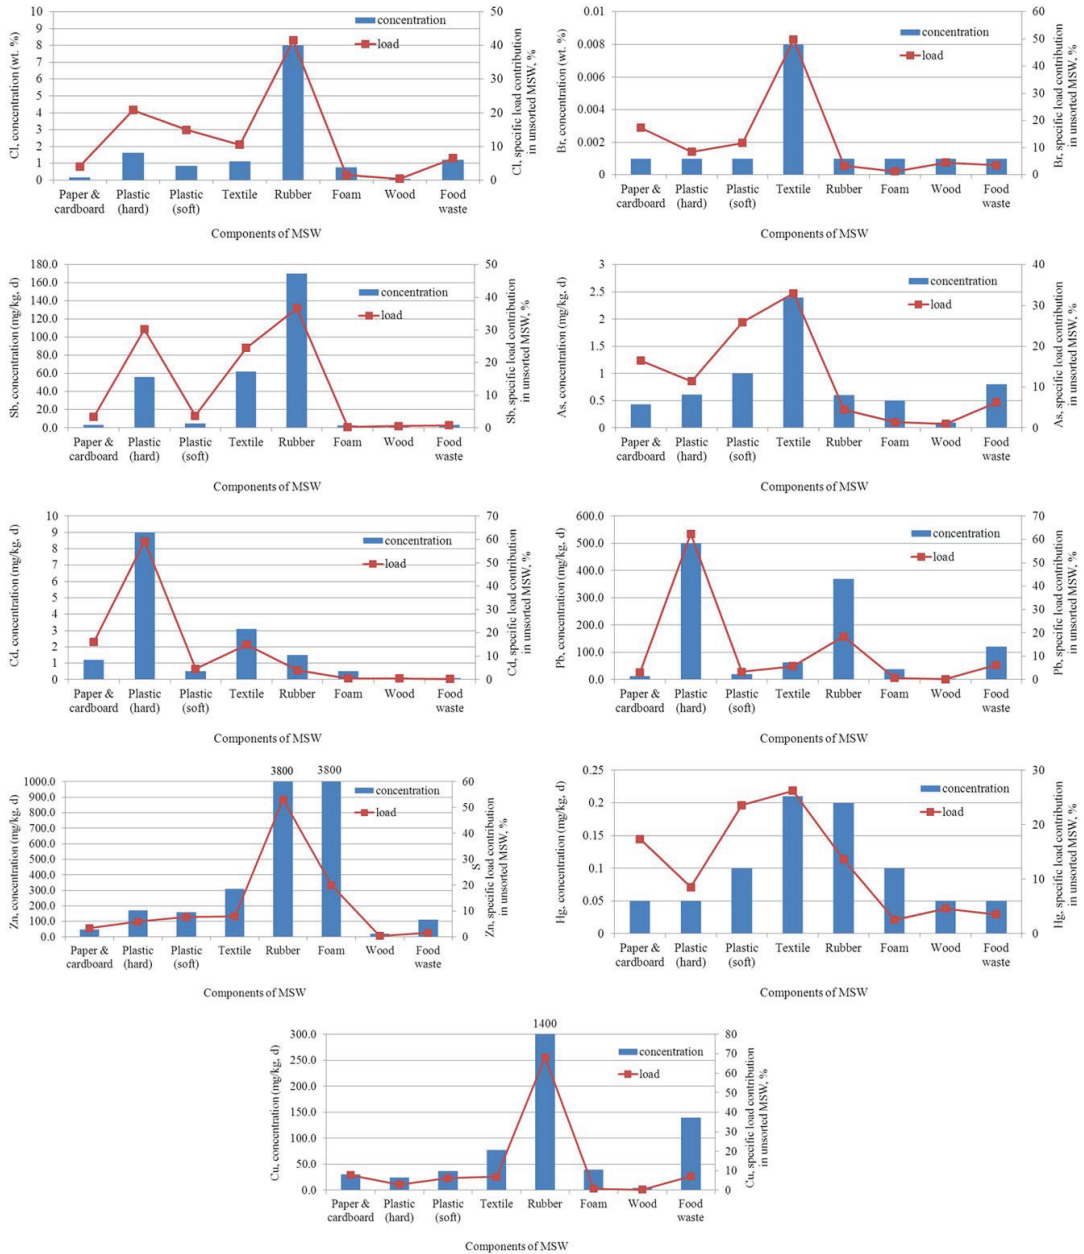 Cl, concentration (wt. %)
10
9
8
7
6
5
4
3
2
1
0
concentration
load
50
40
30
20
10
0
Cl, specific load contribution
in unsorted MSW, %
Paper &
cardboard
Plastic
(hard)
Plastic
(soft)
Textile
Rubber
Foam
Wood
Food
waste
Components of MSW
Br, concentration (wt. %)
0.01
0.008
0.006
0.004
0.002
0
concentration
load
60
50
40
30
20
10
0
Br, specific load contribution
in unsorted MSW, %
Paper &
cardboard
Plastic
(hard)
Plastic
(soft)
Textile
Rubber
Foam
Wood
Food
waste
Components of MSW
Sb, concentration (mg/kg, d)
180.0
160.0
140.0
120.0
100.0
80.0
60.0
40.0
20.0
0.0
concentration
load
50
40
30
20
10
0
Sb, specific load contribution
in unsorted MSW, %
Paper &
cardboard
Plastic
(hard)
Plastic
(soft)
Textile
Rubber
Foam
Wood
Food
waste
Components of MSW
As, concentration (mg/kg, d)
3
2.5
2
1.5
1
0.5
0
concentration
load
40
30
20
10
0
As, specific load contribution
in unsorted MSW, %
Paper &
cardboard
Plastic
(hard)
Plastic
(soft)
Textile
Rubber
Foam
Wood
Food
waste
Components of MSW
Cd, concentration (mg/kg, d)
10
9
8
7
6
5
4
3
2
1
0
concentration
load
70
60
50
40
30
20
10
0
Cd, specific load contribution
in unsorted MSW, %
Paper &
cardboard
Plastic
(hard)
Plastic
(soft)
Textile
Rubber
Foam
Wood
Food
waste
Components of MSW
Pb, concentration (mg/kg, d)
600.0
500.0
400.0
300.0
200.0
100.0
0.0
concentration
load
70
60
50
40
30
20
10
0
Pb, specific load contribution
in unsorted MSW, %
Paper &
cardboard
Plastic
(hard)
Plastic
(soft)
Textile
Rubber
Foam
Wood
Food
waste
Components of MSW
Zn, concentration (mg/kg, d)
1000.0
900.0
800.0
700.0
600.0
500.0
400.0
300.0
200.0
100.0
0.0
3800
3800
concentration
load
60
50
40
30
20
10
0
S
Zn, specific load contribution
in unsorted MSW, %
Paper &
cardboard
Plastic
(hard)
Plastic
(soft)
Textile
Rubber
Foam
Wood
Food
waste
Components of MSW
Hg, concentration (mg/kg, d)
0.25
0.2
0.15
0.1
0.05
0
concentration
load
30
20
10
0
Hg, specific load contribution
in unsorted MSW, %
Paper &
cardboard
Plastic
(hard)
Plastic
(soft)
Textile
Rubber
Foam
Wood
Food
waste
Components of MSW
Cu, concentration (mg/kg, d)
300.0
250.0
200.0
150.0
100.0
50.0
0.0
1400
concentration
load
80
70
60
50
40
30
20
10
0
Cu, specific load contribution
in unsorted MSW, %
Paper &
cardboard
Plastic
(hard)
Plastic
(soft)
Textile
Rubber
Foam
Wood
Food
waste
Components of MSW